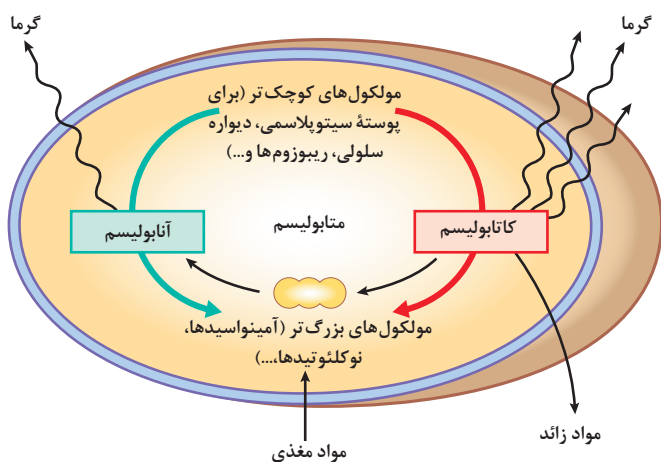 گرما
گرما
مولکول‌های کوچک‌تر (برای
پوستهٔ سیتوپلاسمی، دیواره
سلولی، ریبوزوم‌ها و...)
آنابولیسم
متابولیسم
کاتابولیسم
مولکول‌های بزرگ‌تر (آمینواسیدها،
نوکلئوتیدها،...)
مواد زائد
مواد مغذی